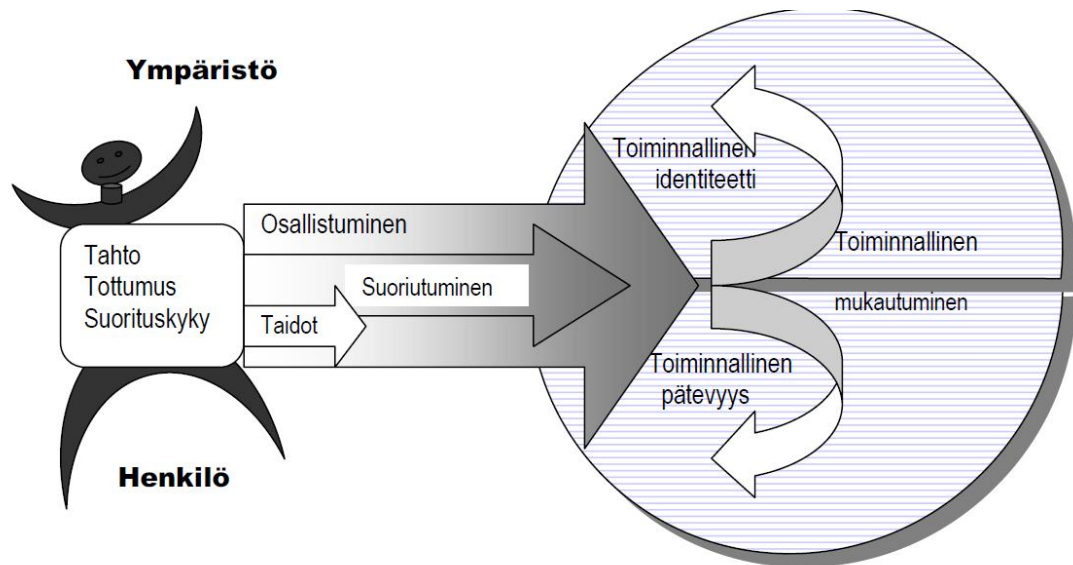 Ympäristö
Tahto
Tottumus
Suorituskyky
Henkilö
Osallistuminen
Suoriutuminen
Taidot
Toiminnallinen
identiteetti
Toiminnallinen
mukautuminen
Toiminnallinen
pätevyys